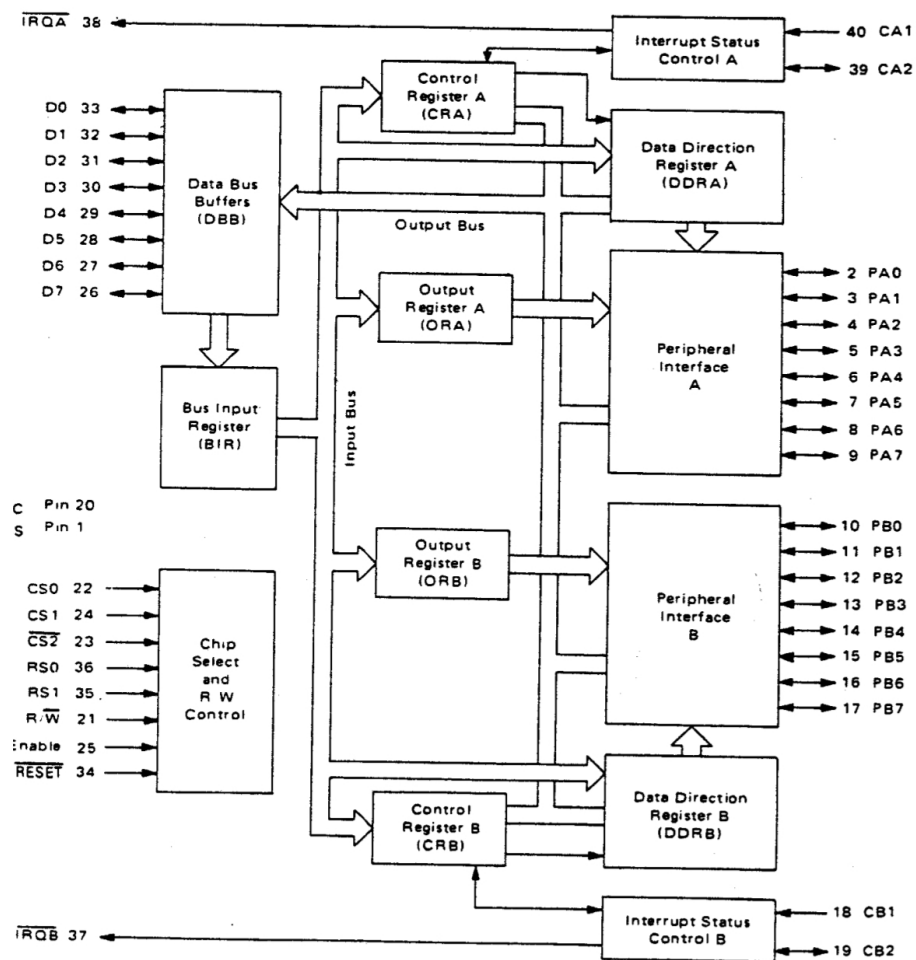 IRQA 38
Interrupt Status
Control A
40 CA1
39 CA2
Control
Register A
(CRA)
D0 33
D1 32
D2 31
D3 30
D4 29
D5 28
D6 27
D7 26
Data Bus
Buffers
(DBB)
Data Direction
Register A
(DDRA)
Output Bus
Output
Register A
(ORA)
Peripheral
Interface
A
2 PA0
3 PA1
4 PA2
5 PA3
6 PA4
7 PA5
8 PA6
9 PA7
Bus Input
Register
(BIR)
Input Bus
C Pin 20
S Pin 1
Output
Register B
(ORB)
Peripheral
Interface
B
10 PB0
11 PB1
12 PB2
13 PB3
14 PB4
15 PB5
16 PB6
17 PB7
CS0 22
CS1 24
CS2 23
RS0 36
RS1 35
R/W 21
Enable 25
RESET 34
Chip
Select
and
R W
Control
Control
Register B
(CRB)
Data Direction
Register B
(DDRB)
Interrupt Status
Control B
18 CB1
19 CB2
IRQB 37